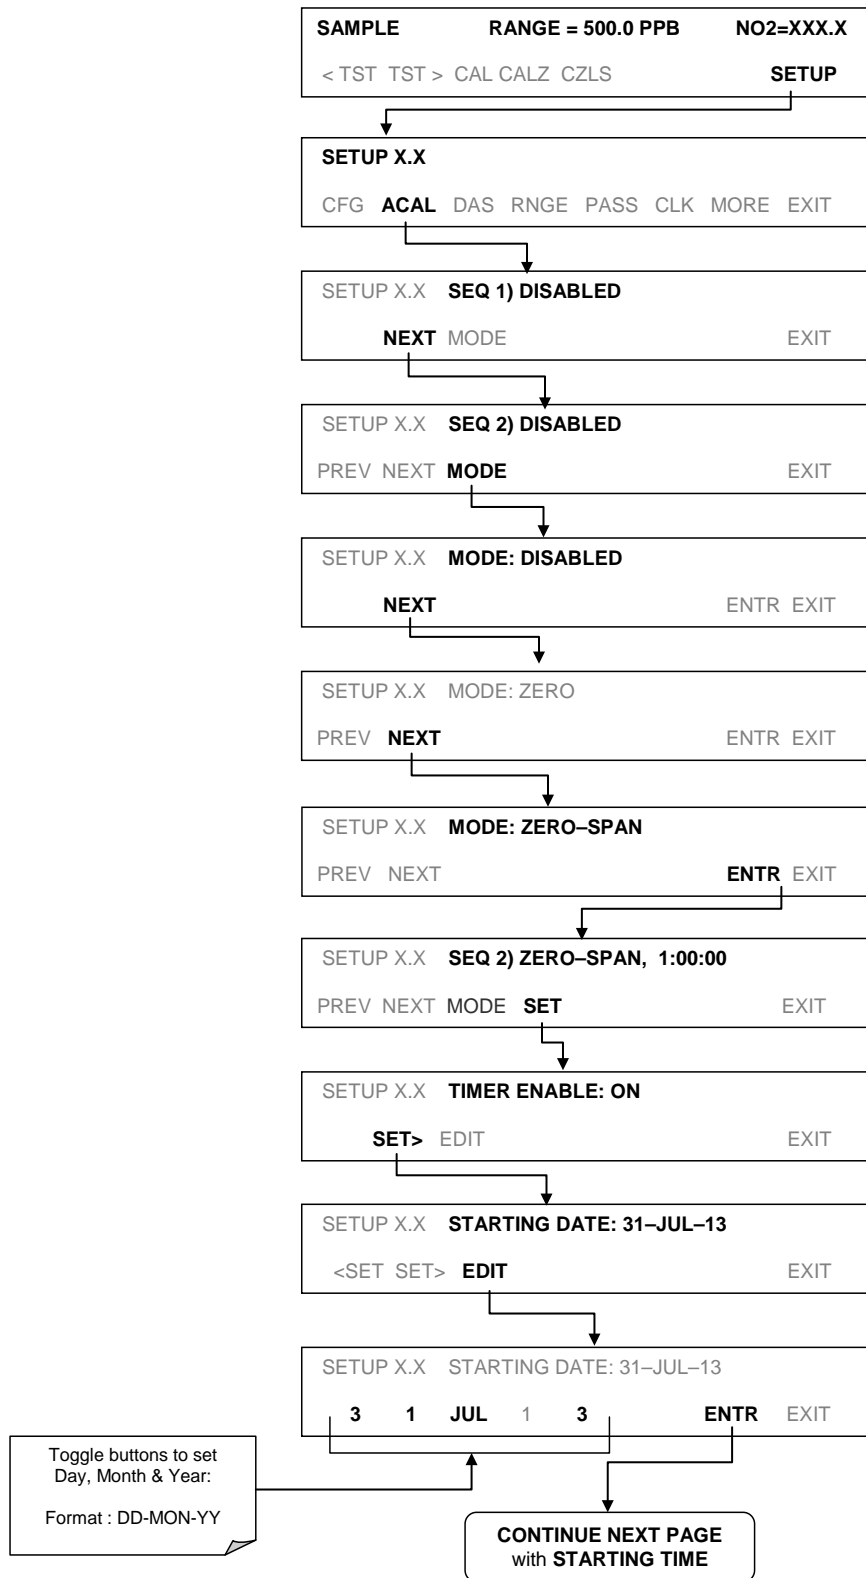 SAMPLE RANGE = 500.0 PPB NO2=XXX.X
< TST TST > CAL CALZ CZLS SETUP
SETUP X.X
CFG ACAL DAS RNGE PASS CLK MORE EXIT
SETUP X.X SEQ 1) DISABLED
NEXT MODE EXIT
SETUP X.X SEQ 2) DISABLED
PREV NEXT MODE EXIT
SETUP X.X MODE: DISABLED
NEXT ENTR EXIT
SETUP X.X MODE: ZERO
PREV NEXT ENTR EXIT
SETUP X.X MODE: ZERO–SPAN
PREV NEXT ENTR EXIT
SETUP X.X SEQ 2) ZERO–SPAN, 1:00:00
PREV NEXT MODE SET EXIT
SETUP X.X TIMER ENABLE: ON
SET> EDIT EXIT
SETUP X.X STARTING DATE: 31–JUL–13
<SET SET> EDIT EXIT
SETUP X.X STARTING DATE: 31–JUL–13
3 1 JUL 1 3 ENTR EXIT
Toggle buttons to set
Day, Month & Year:
Format : DD-MON-YY
CONTINUE NEXT PAGE
with STARTING TIME